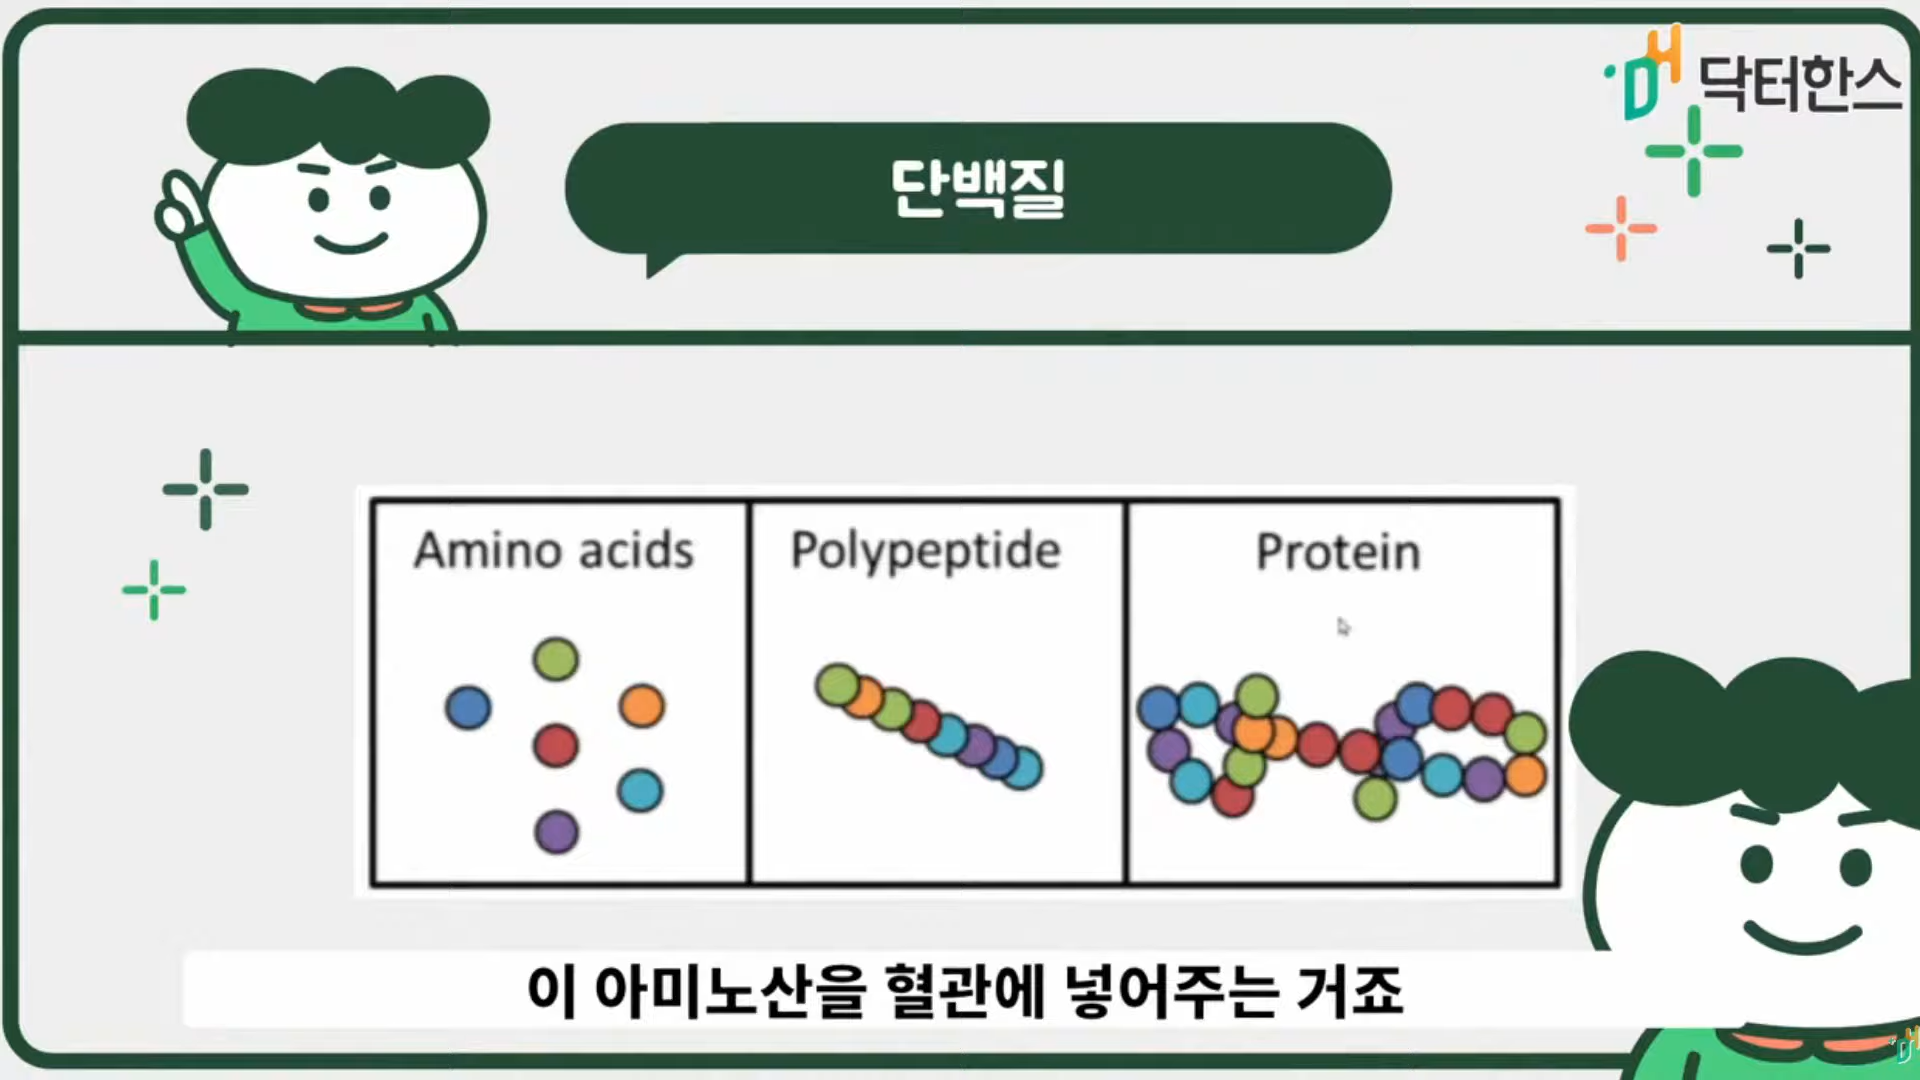 닥터한스
단백질
Amino acids
Polypeptide
Protein
이 아미노산을 혈관에 넣어주는 거죠